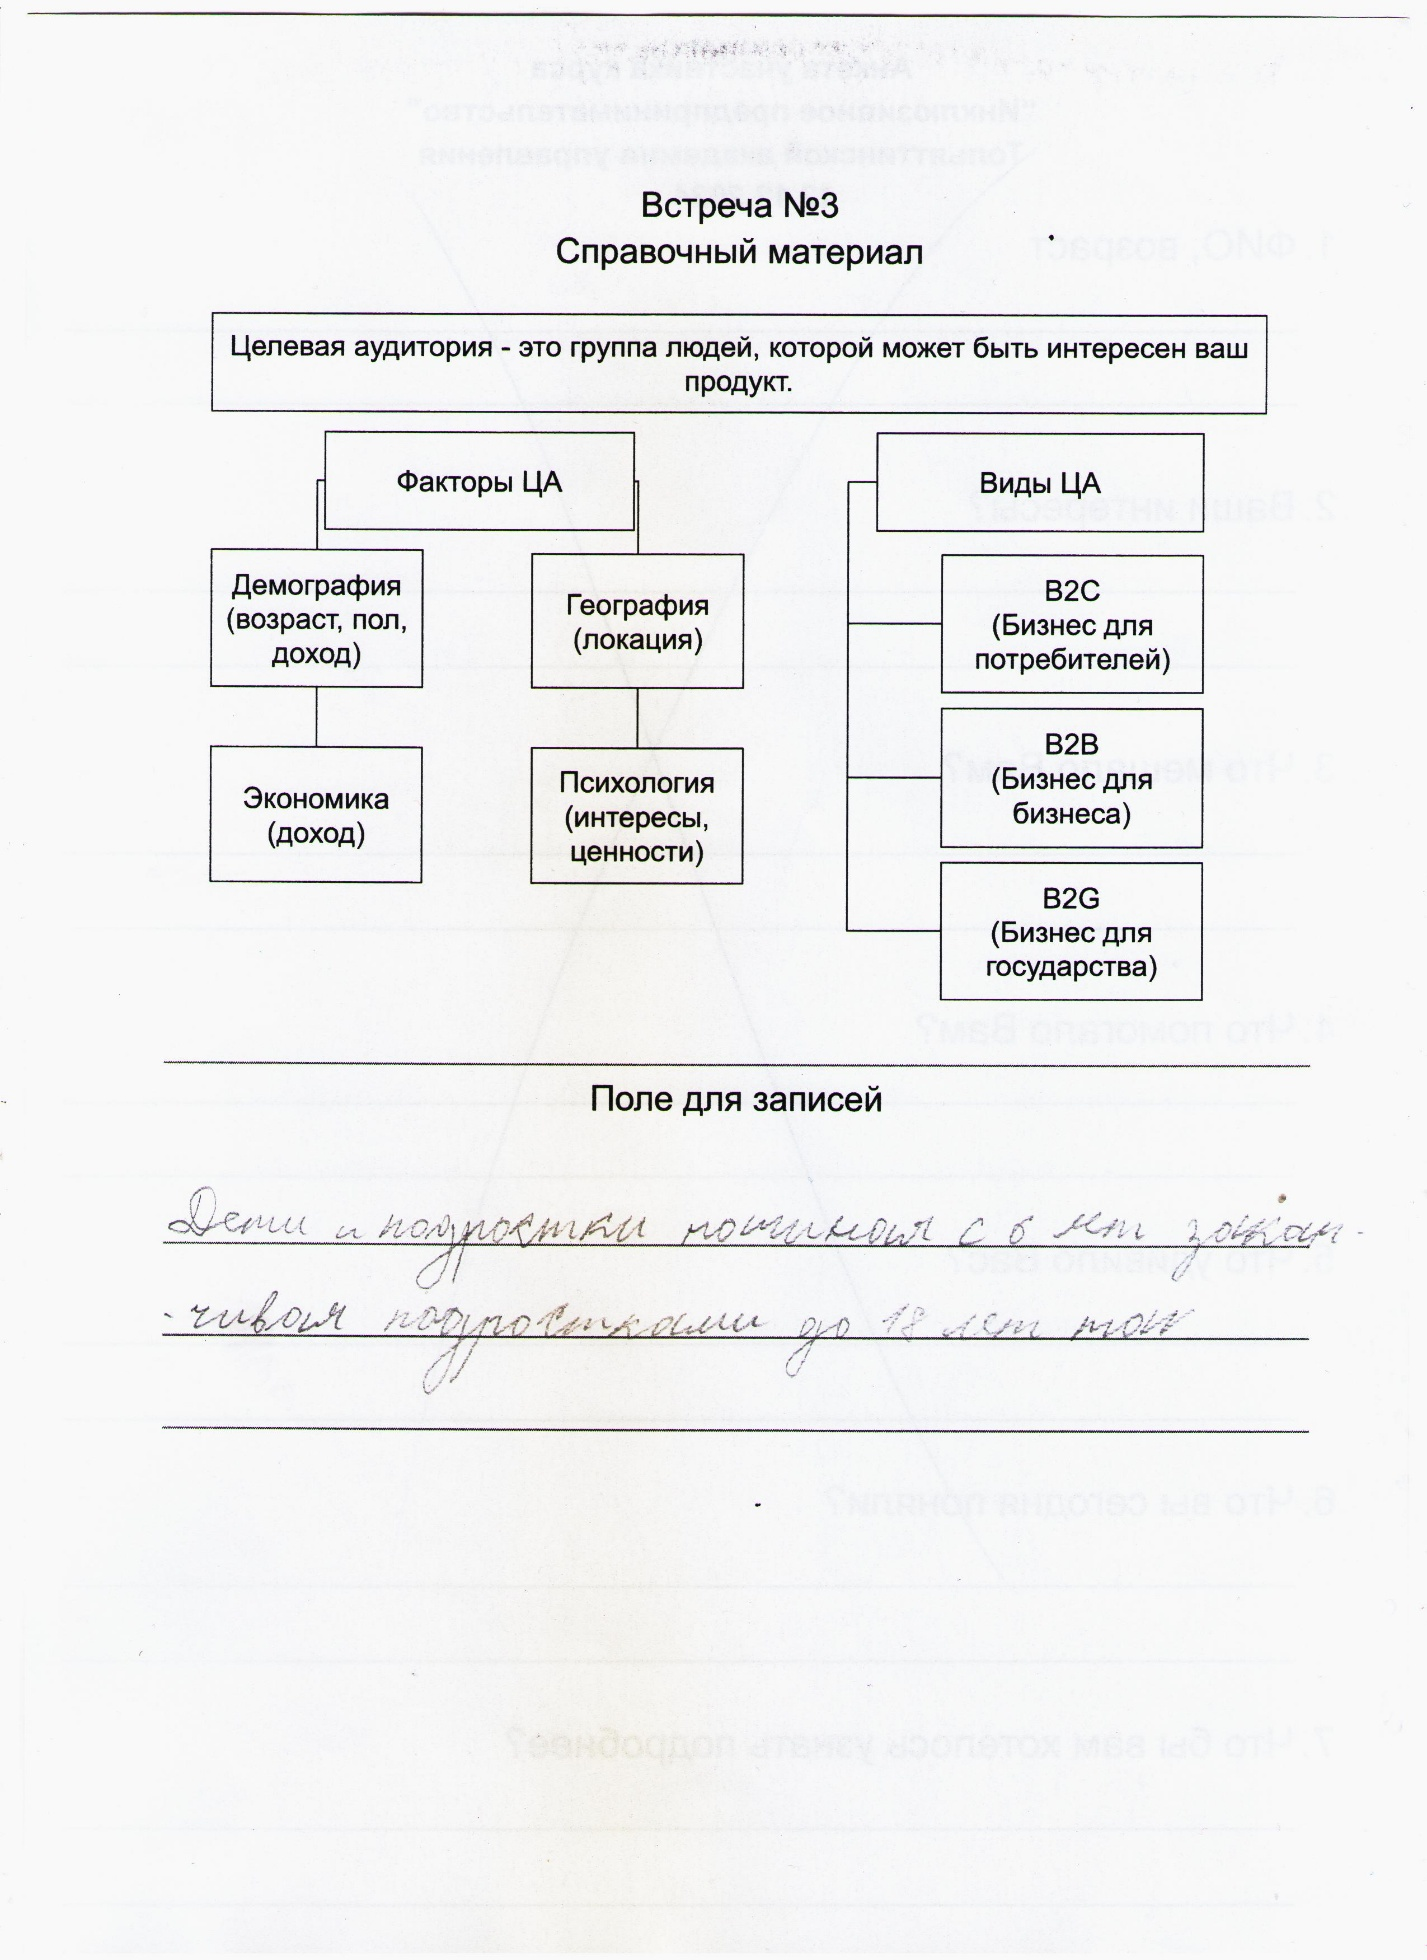 Встреча №3
Справочный материал
Целевая аудитория - это группа людей, которой может быть интересен ваш
продукт.
Факторы ЦА
Демография
(возраст, пол,
доход)
География
(локация)
Экономика
(доход)
Психология
(интересы,
ценности)
Виды ЦА
B2C
(Бизнес для
потребителей)
B2B
(Бизнес для
бизнеса)
B2G
(Бизнес для
государства)
Поле для записей
Дети и подростки начиная с 6 лет закан-
-чивая подростками до 18 лет